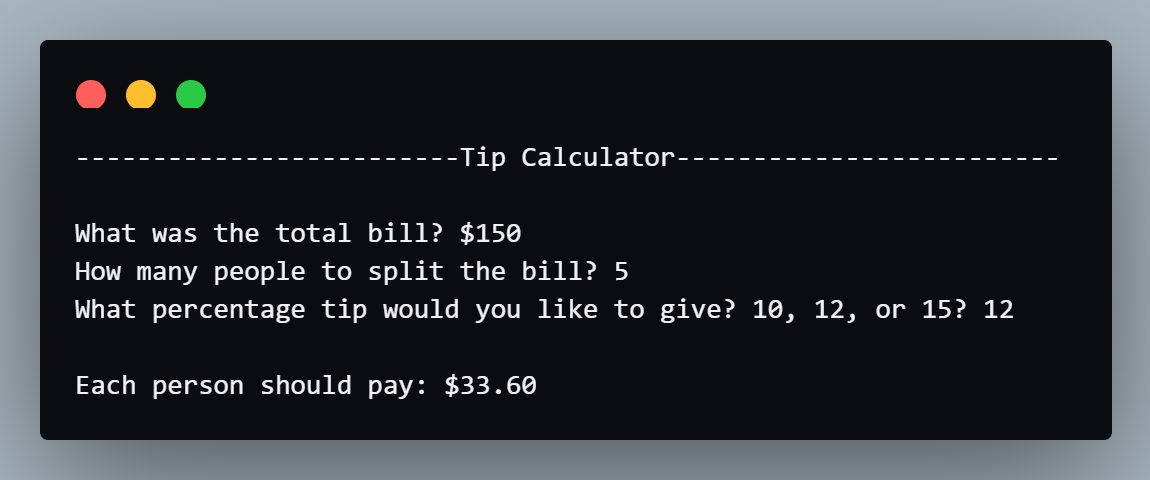 -------------------------Tip Calculator-------------------------
What was the total bill? $150
How many people to split the bill? 5
What percentage tip would you like to give? 10, 12, or 15? 12
Each person should pay: $33.60